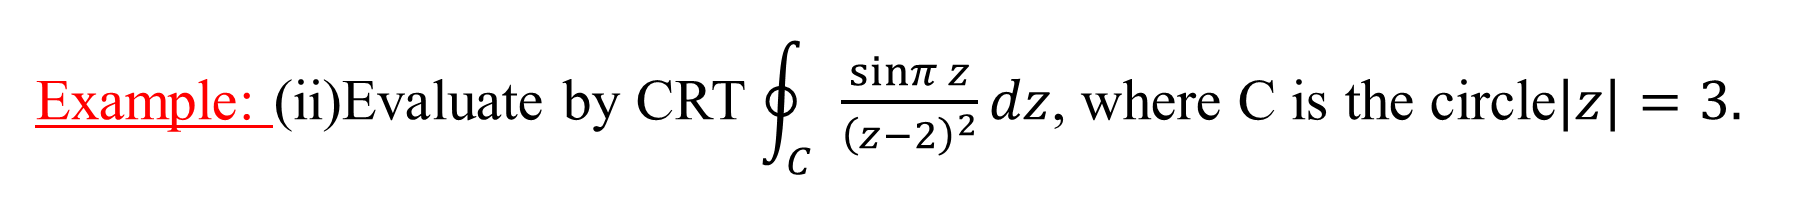 Example: (ii)Evaluate by CRT ∮_C sinπ z/(z−2)² dz, where C is the circle|z| = 3.